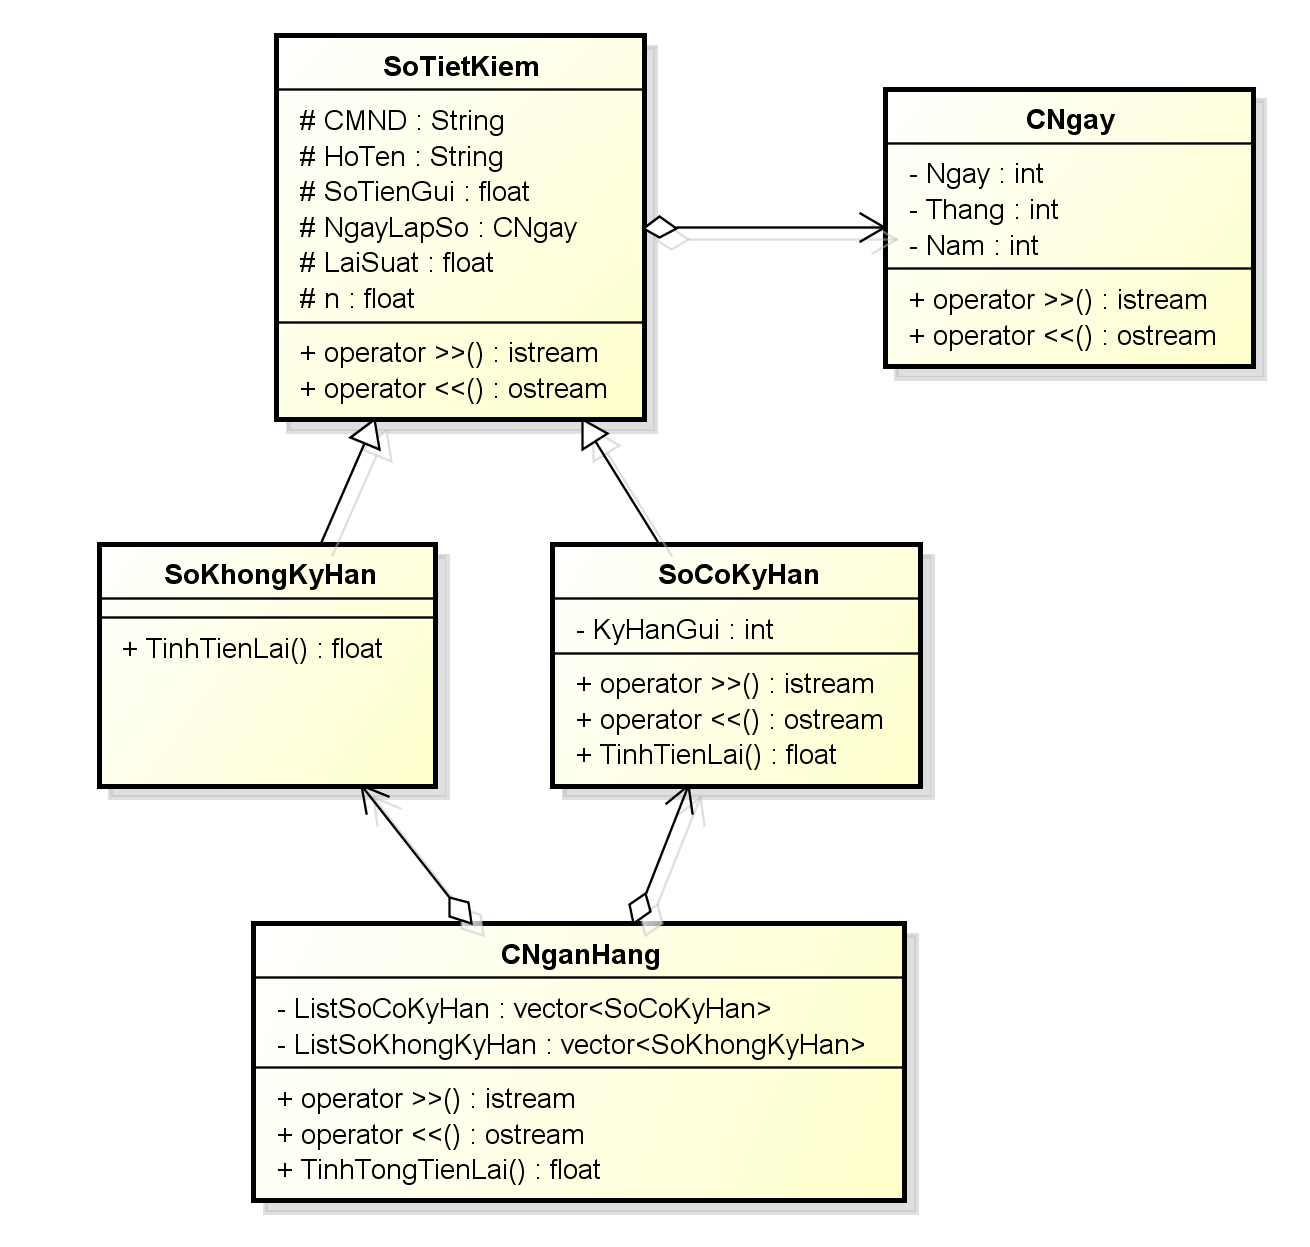 SoTietKiem
# CMND : String
# HoTen : String
# SoTienGui : float
# NgayLapSo : CNgay
# LaiSuat : float
# n : float
+ operator >>() : istream
+ operator <<() : ostream
CNgay
- Ngay : int
- Thang : int
- Nam : int
+ operator >>() : istream
+ operator <<() : ostream
SoKhongKyHan
+ TinhTienLai() : float
SoCoKyHan
- KyHanGui : int
+ operator >>() : istream
+ operator <<() : ostream
+ TinhTienLai() : float
CNganHang
- ListSoCoKyHan : vector<SoCoKyHan>
- ListSoKhongKyHan : vector<SoKhongKyHan>
+ operator >>() : istream
+ operator <<() : ostream
+ TinhTongTienLai() : float